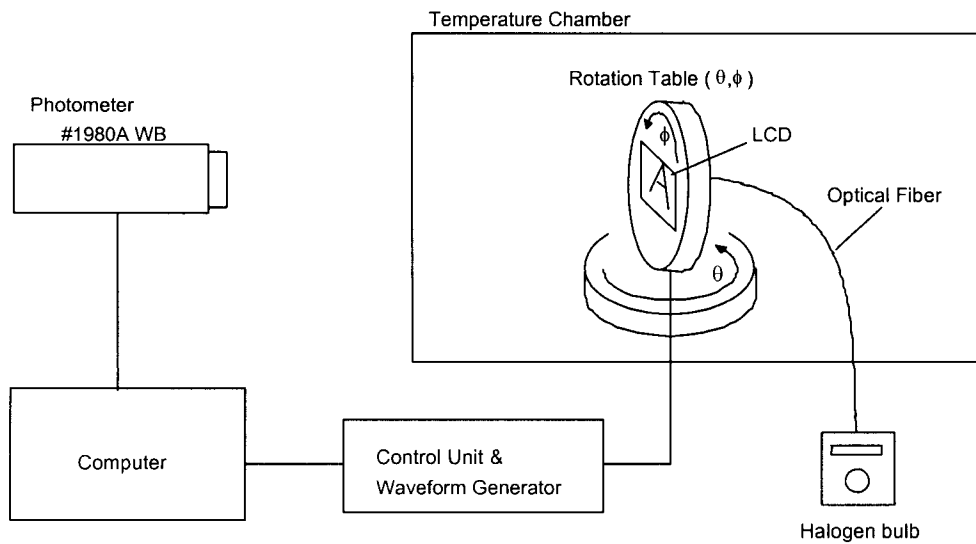 Temperature Chamber
Rotation Table ( θ,φ )
Photometer
#1980A WB
φ
LCD
A
Optical Fiber
θ
Computer
Control Unit &
Waveform Generator
Halogen bulb